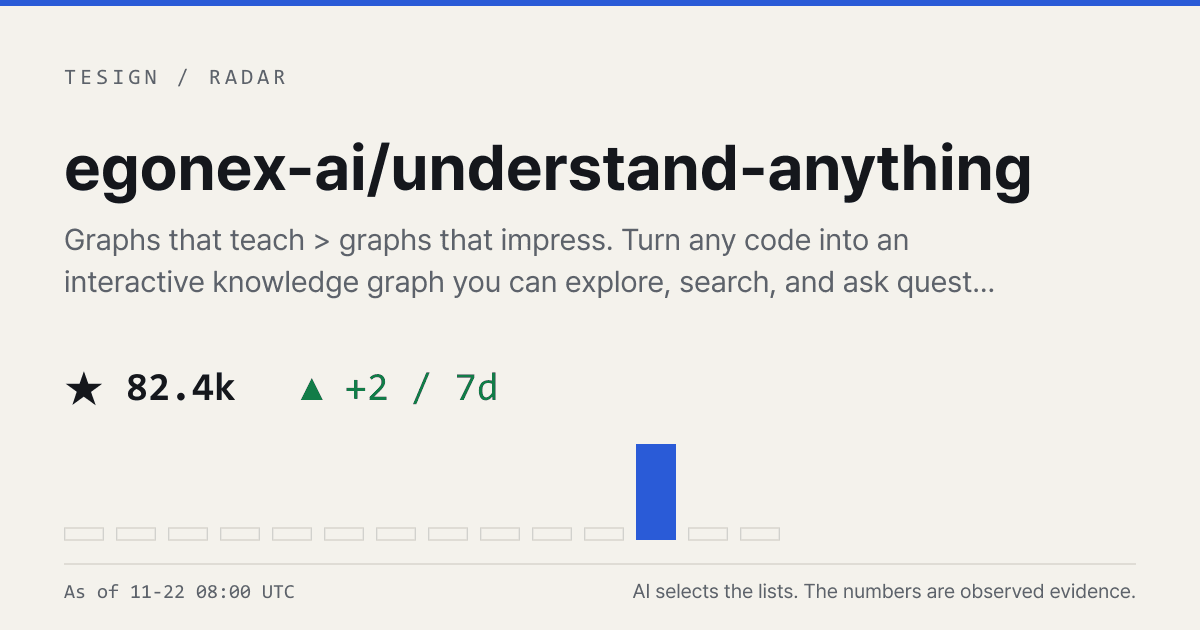 TESIGN / RADAR
egonex-ai/understand-anything
Graphs that teach > graphs that impress. Turn any code into an
interactive knowledge graph you can explore, search, and ask quest…
★ 82.4k ▲ +2 / 7d
As of 11-22 08:00 UTC
AI selects the lists. The numbers are observed evidence.